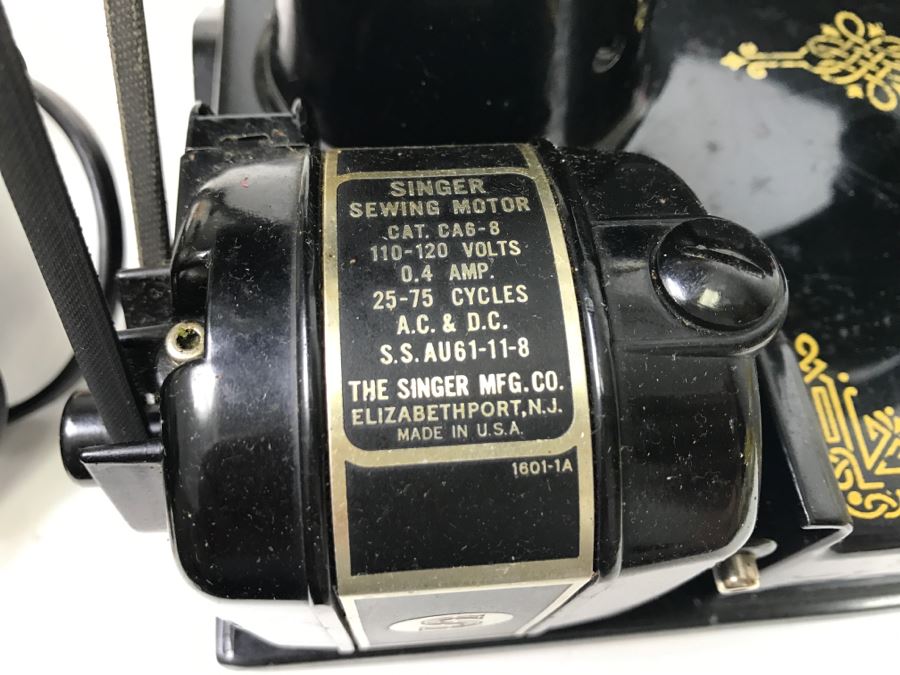 SINGER
SEWING MOTOR
CAT. CA6-8
110-120 VOLTS
0.4 AMP.
25-75 CYCLES
A.C. & D.C.
S.S. AU61-11-8
THE SINGER MFG. CO.
ELIZABETHPORT, N.J.
MADE IN U.S.A.
1601-1A